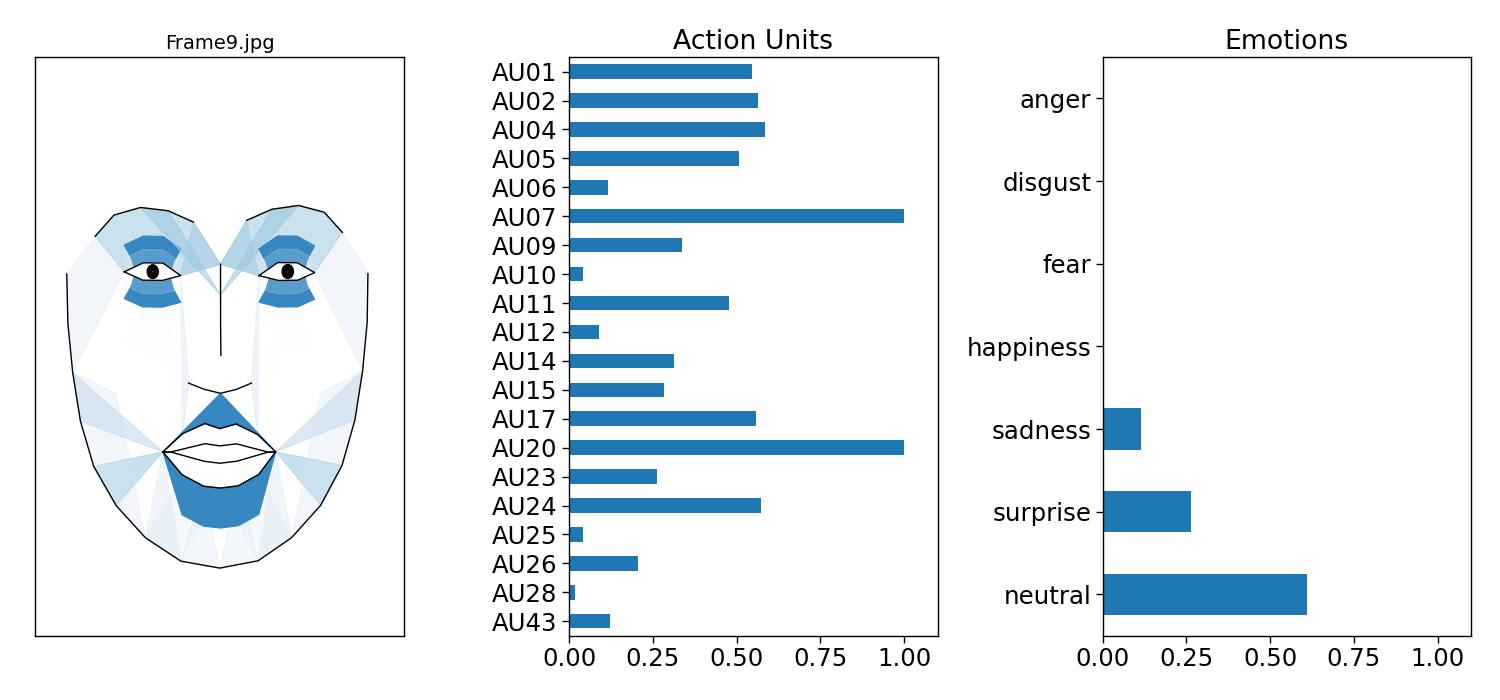 Frame9.jpg
Action Units
AU01
AU02
AU04
AU05
AU06
AU07
AU09
AU10
AU11
AU12
AU14
AU15
AU17
AU20
AU23
AU24
AU25
AU26
AU28
AU43
0.00 0.25 0.50 0.75 1.00
Emotions
anger
disgust
fear
happiness
sadness
surprise
neutral
0.00 0.25 0.50 0.75 1.00